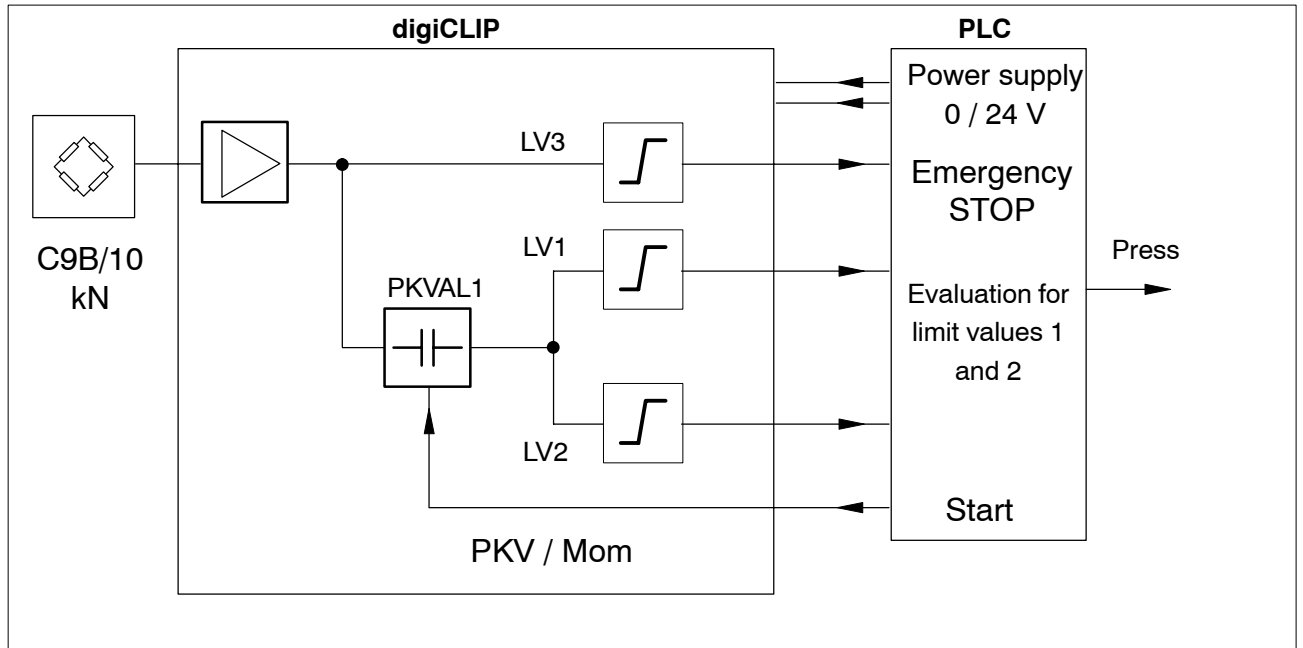 digiCLIP
PLC
C9B/10
kN
LV3
LV1
PKVAL1
LV2
PKV / Mom
Power supply
0 / 24 V
Emergency
STOP
Evaluation for
limit values 1
and 2
Start
Press